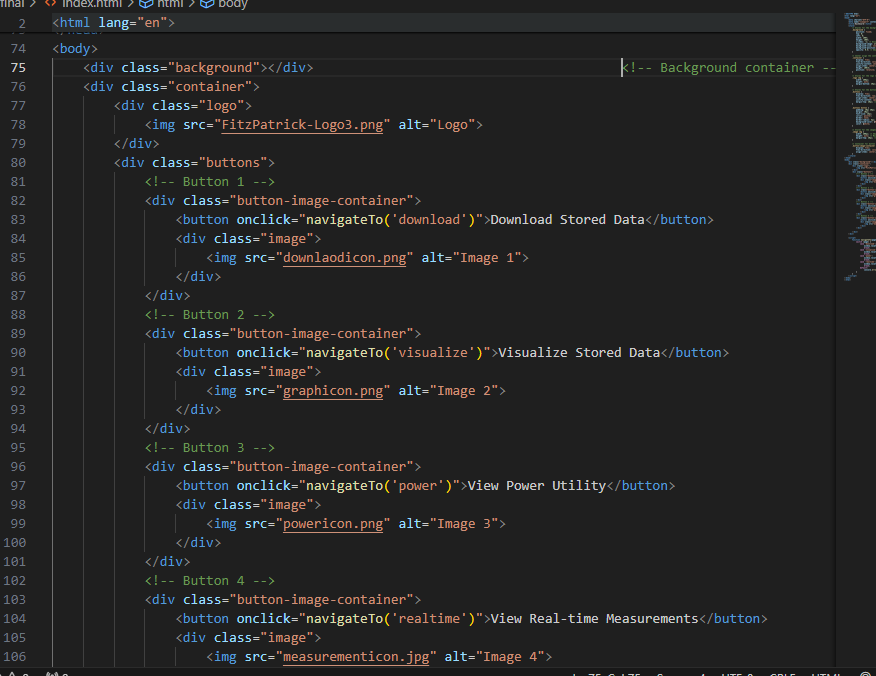 final > index.html > html > body
2 <html lang="en">
74 <body>
75 <div class="background"></div> <!-- Background container --
76 <div class="container">
77 <div class="logo">
78 <img src="FitzPatrick-Logo3.png" alt="Logo">
79 </div>
80 <div class="buttons">
81 <!-- Button 1 -->
82 <div class="button-image-container">
83 <button onclick="navigateTo('download')">Download Stored Data</button>
84 <div class="image">
85 <img src="downlaodicon.png" alt="Image 1">
86 </div>
87 </div>
88 <!-- Button 2 -->
89 <div class="button-image-container">
90 <button onclick="navigateTo('visualize')">Visualize Stored Data</button>
91 <div class="image">
92 <img src="graphicon.png" alt="Image 2">
93 </div>
94 </div>
95 <!-- Button 3 -->
96 <div class="button-image-container">
97 <button onclick="navigateTo('power')">View Power Utility</button>
98 <div class="image">
99 <img src="powericon.png" alt="Image 3">
100 </div>
101 </div>
102 <!-- Button 4 -->
103 <div class="button-image-container">
104 <button onclick="navigateTo('realtime')">View Real-time Measurements</button>
105 <div class="image">
106 <img src="measurementicon.jpg" alt="Image 4">